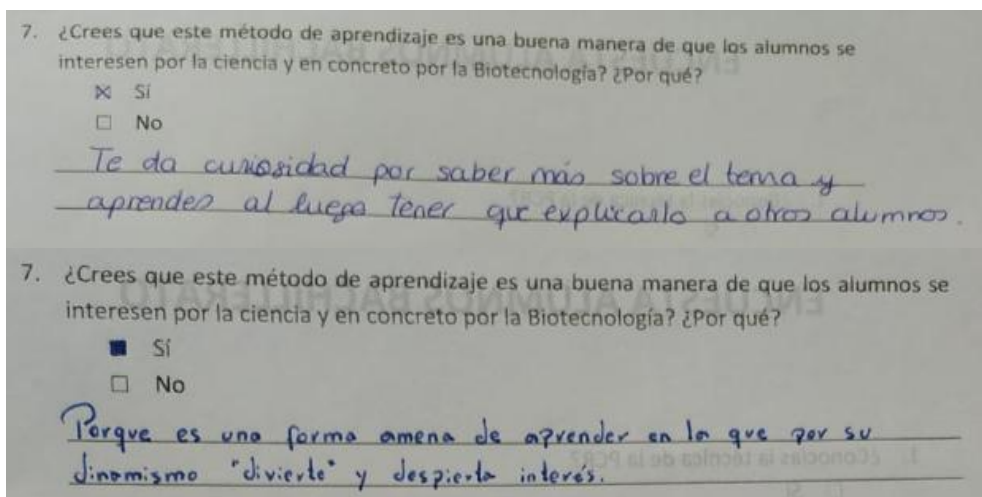 7. ¿Crees que este método de aprendizaje es una buena manera de que los alumnos se
interesen por la ciencia y en concreto por la Biotecnología? ¿Por qué?
☒ Sí
☐ No
Te da curiosidad por saber más sobre el tema y
aprendes al luego tener que explicarlo a otros alumnos.
7. ¿Crees que este método de aprendizaje es una buena manera de que los alumnos se
interesen por la ciencia y en concreto por la Biotecnología? ¿Por qué?
■ Sí
☐ No
Porque es una forma amena de aprender en la que por su
dinamismo "divierte" y despierta interés.